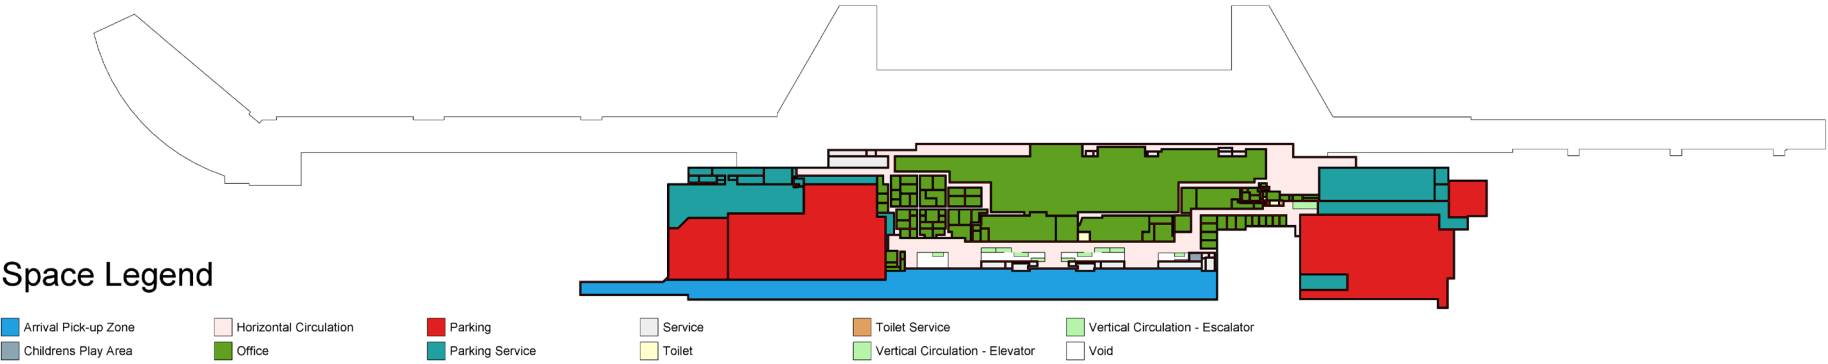 Space Legend
Arrival Pick-up Zone
Horizontal Circulation
Parking
Service
Toilet Service
Vertical Circulation - Escalator
Childrens Play Area
Office
Parking Service
Toilet
Vertical Circulation - Elevator
Void